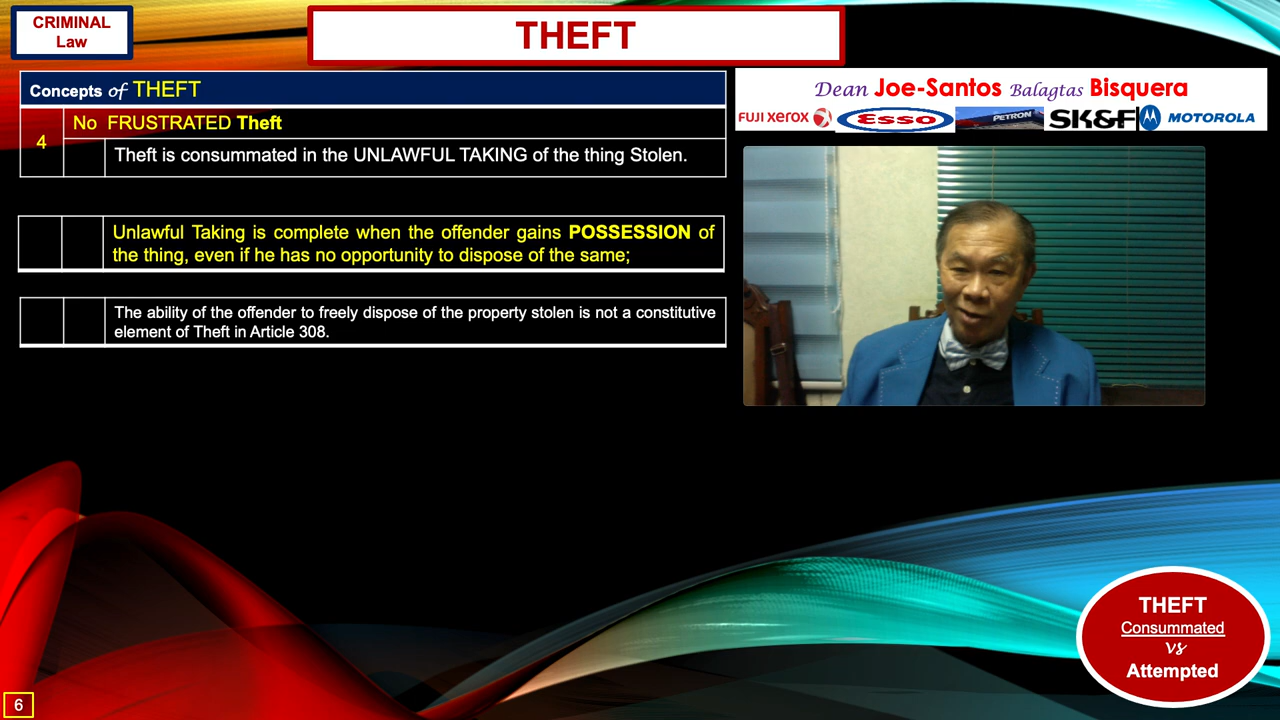 CRIMINAL
Law
THEFT
Concepts of THEFT
Dean Joe-Santos Balagtas Bisquera
FUJI XEROX Esso PETRON SK&F MOTOROLA
4
No FRUSTRATED Theft
Theft is consummated in the UNLAWFUL TAKING of the thing Stolen.
Unlawful Taking is complete when the offender gains POSSESSION of
the thing, even if he has no opportunity to dispose of the same;
The ability of the offender to freely dispose of the property stolen is not a constitutive
element of Theft in Article 308.
THEFT
Consummated
vs
Attempted
6